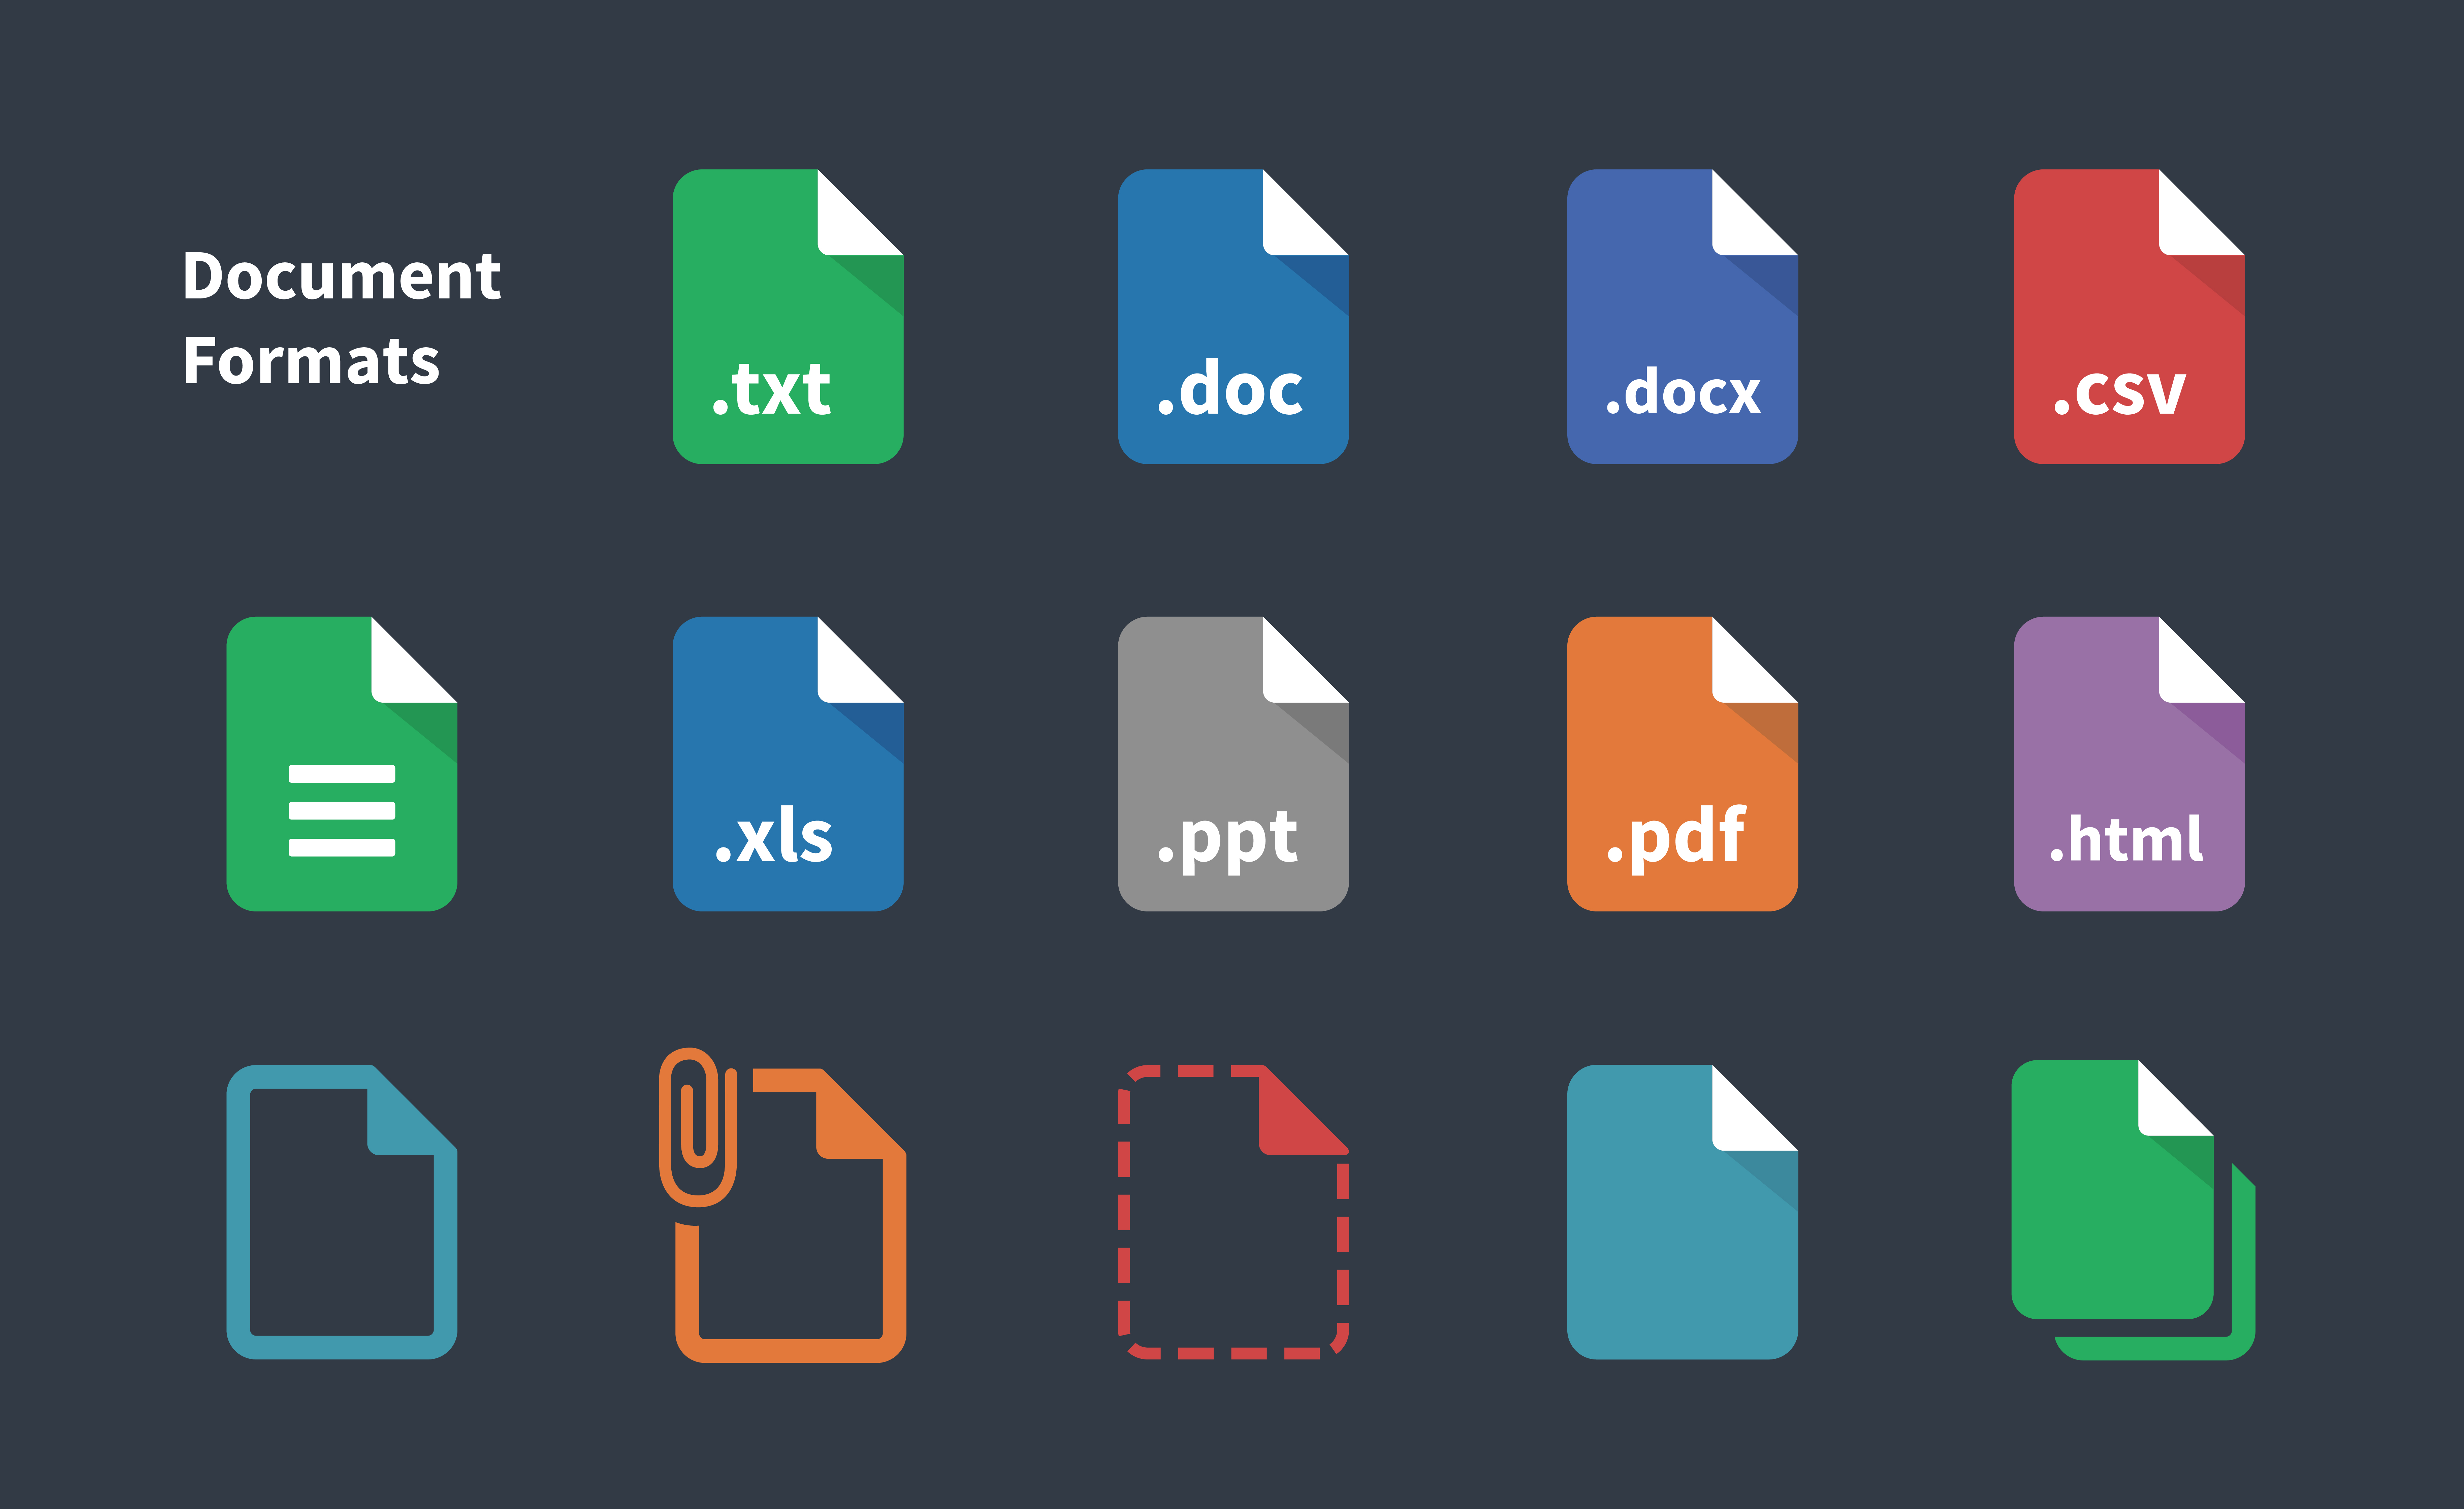 Document
Formats
.txt
.doc
.docx
.csv
.xls
.ppt
.pdf
.html